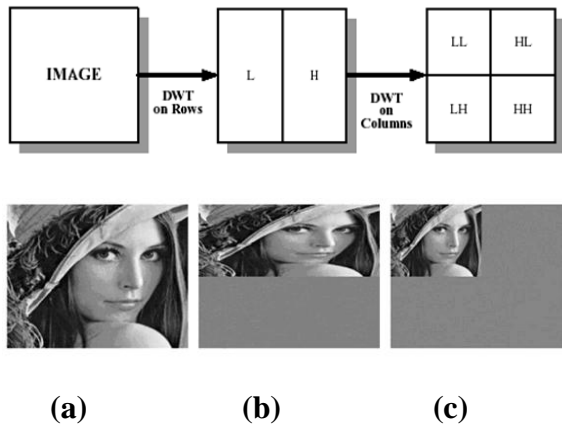 IMAGE
DWT
on Rows
L
H
DWT
on
Columns
LL
HL
LH
HH
(a)
(b)
(c)